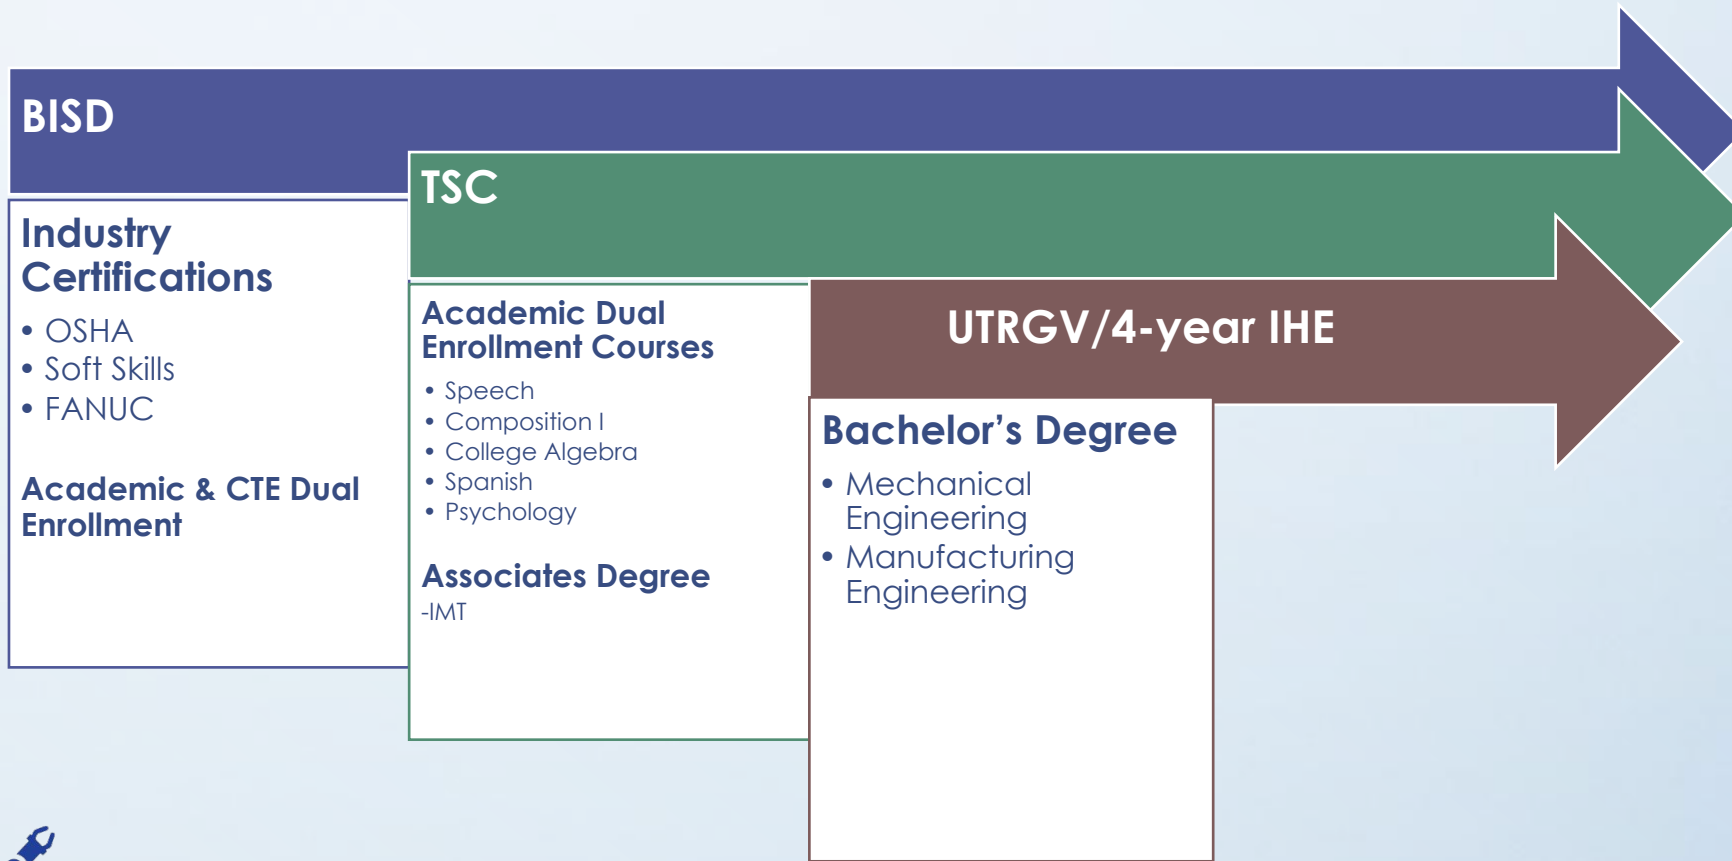 BISD
Industry
Certifications
• OSHA
• Soft Skills
• FANUC
Academic & CTE Dual
Enrollment
TSC
Academic Dual
Enrollment Courses
• Speech
• Composition I
• College Algebra
• Spanish
• Psychology
Associates Degree
-IMT
UTRGV/4-year IHE
Bachelor’s Degree
• Mechanical
Engineering
• Manufacturing
Engineering